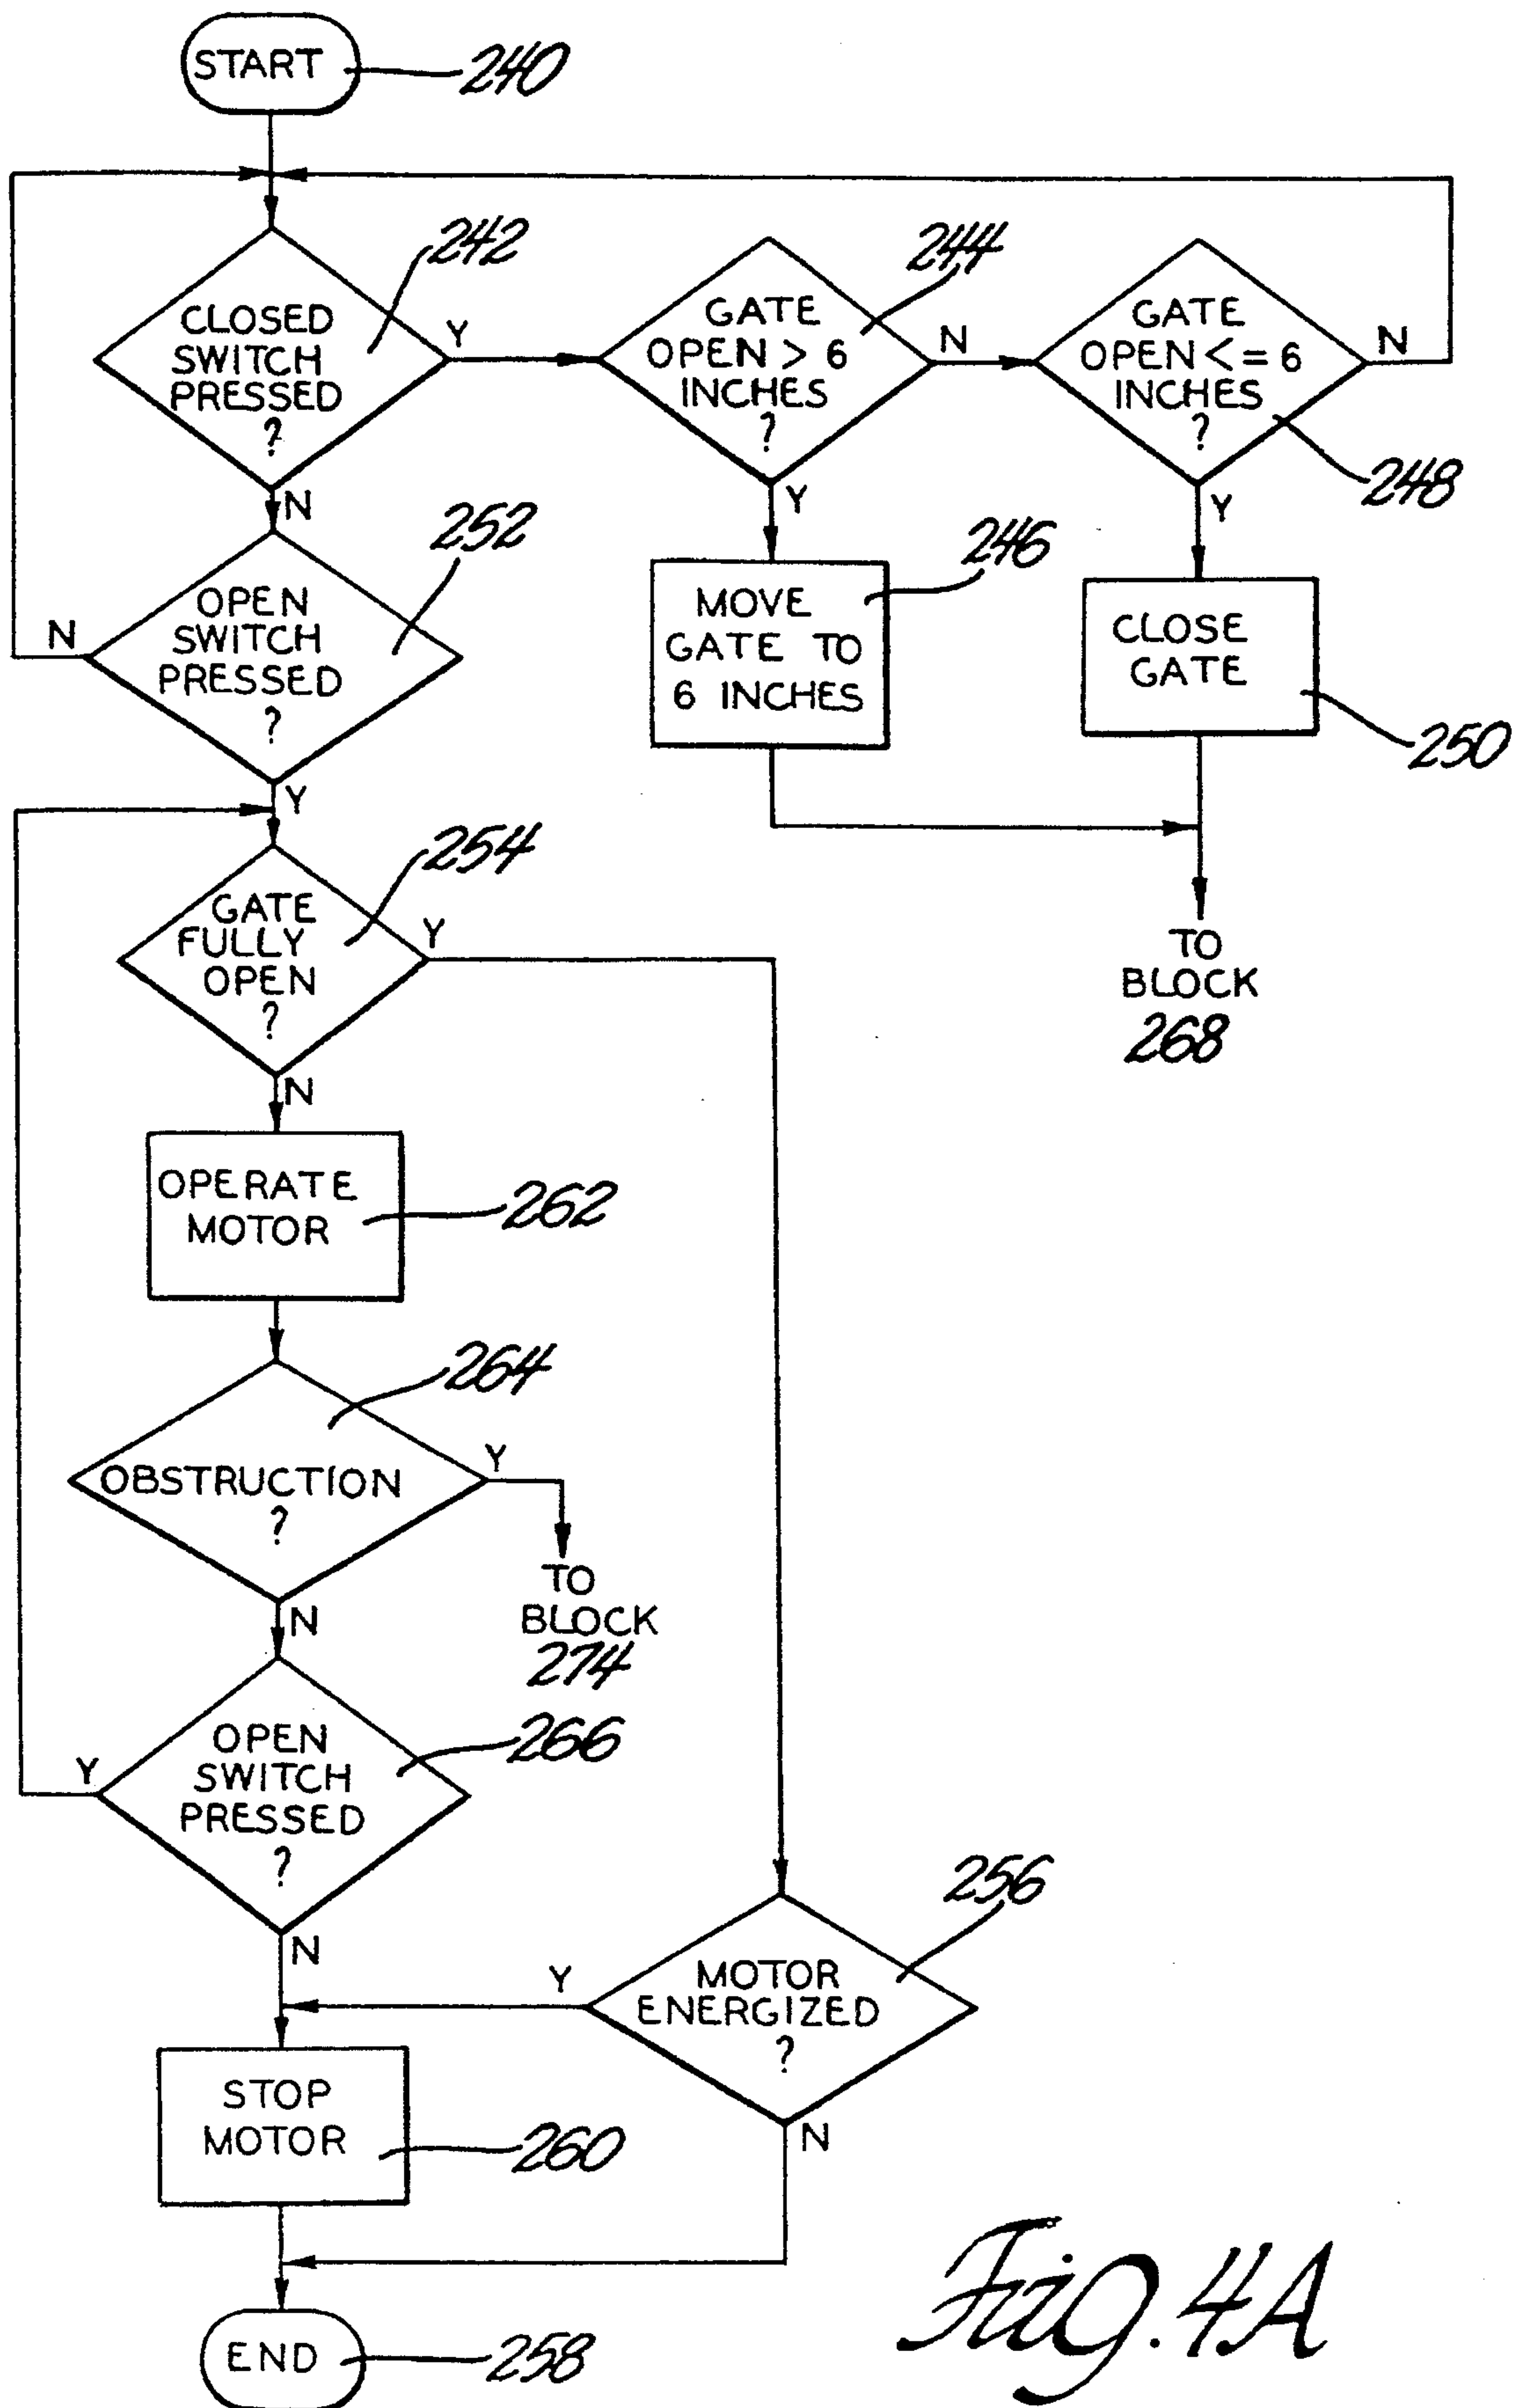 START
240
242
CLOSED
SWITCH
PRESSED
?
Y
N
244
GATE
OPEN > 6
INCHES
?
N
Y
GATE
OPEN <= 6
INCHES
?
N
248
Y
252
OPEN
SWITCH
PRESSED
?
N
Y
246
MOVE
GATE TO
6 INCHES
CLOSE
GATE
250
TO
BLOCK
268
254
GATE
FULLY
OPEN
?
Y
N
OPERATE
MOTOR
262
264
OBSTRUCTION
?
Y
N
TO
BLOCK
274
OPEN
SWITCH
PRESSED
?
266
Y
N
256
MOTOR
ENERGIZED
?
Y
N
STOP
MOTOR
260
END
258
Fig. 4A